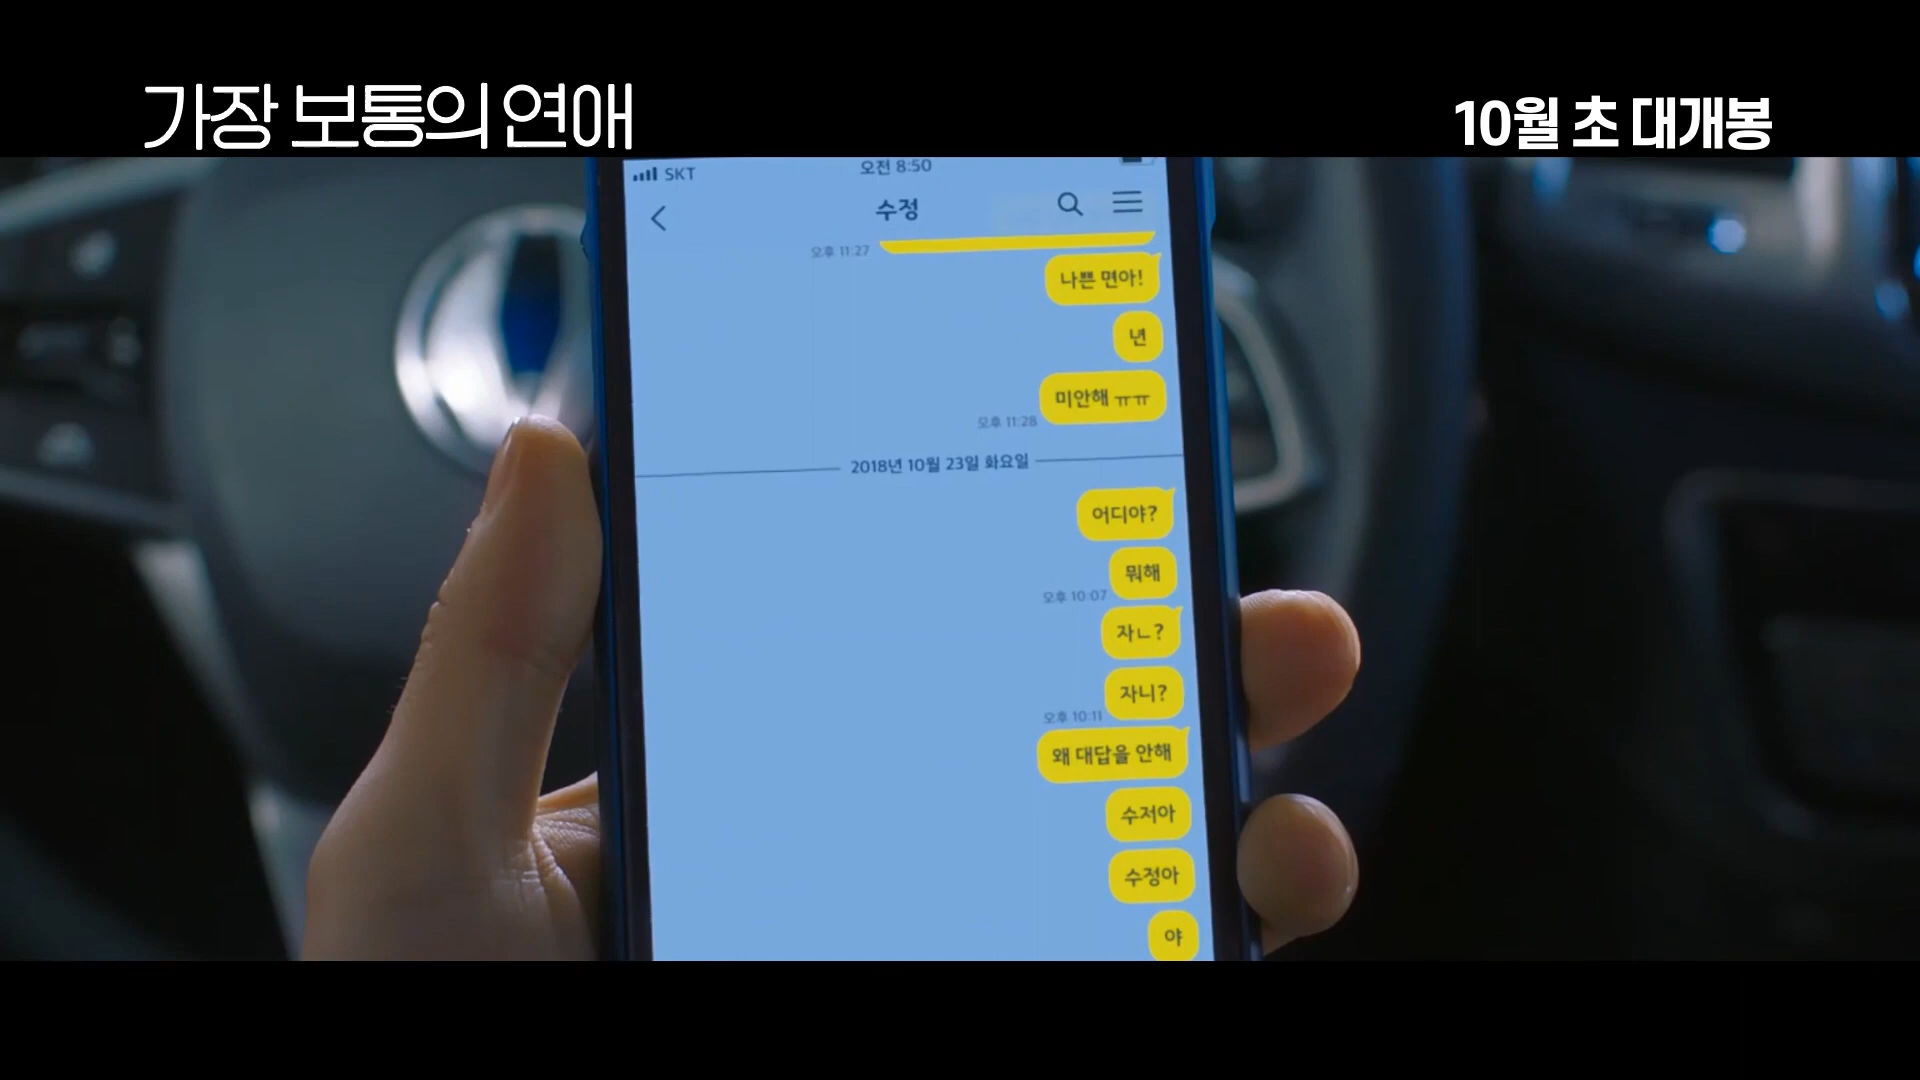 가장 보통의 연애
10월 초 대개봉
SKT
오전 8:50
수정
오후 11:27
나쁜 면아!
년
미안해 ㅠㅠ
오후 11:28
2018년 10월 23일 화요일
어디야?
뭐해
오후 10:07
자ㄴ?
자니?
오후 10:11
왜 대답을 안해
수저아
수정아
야